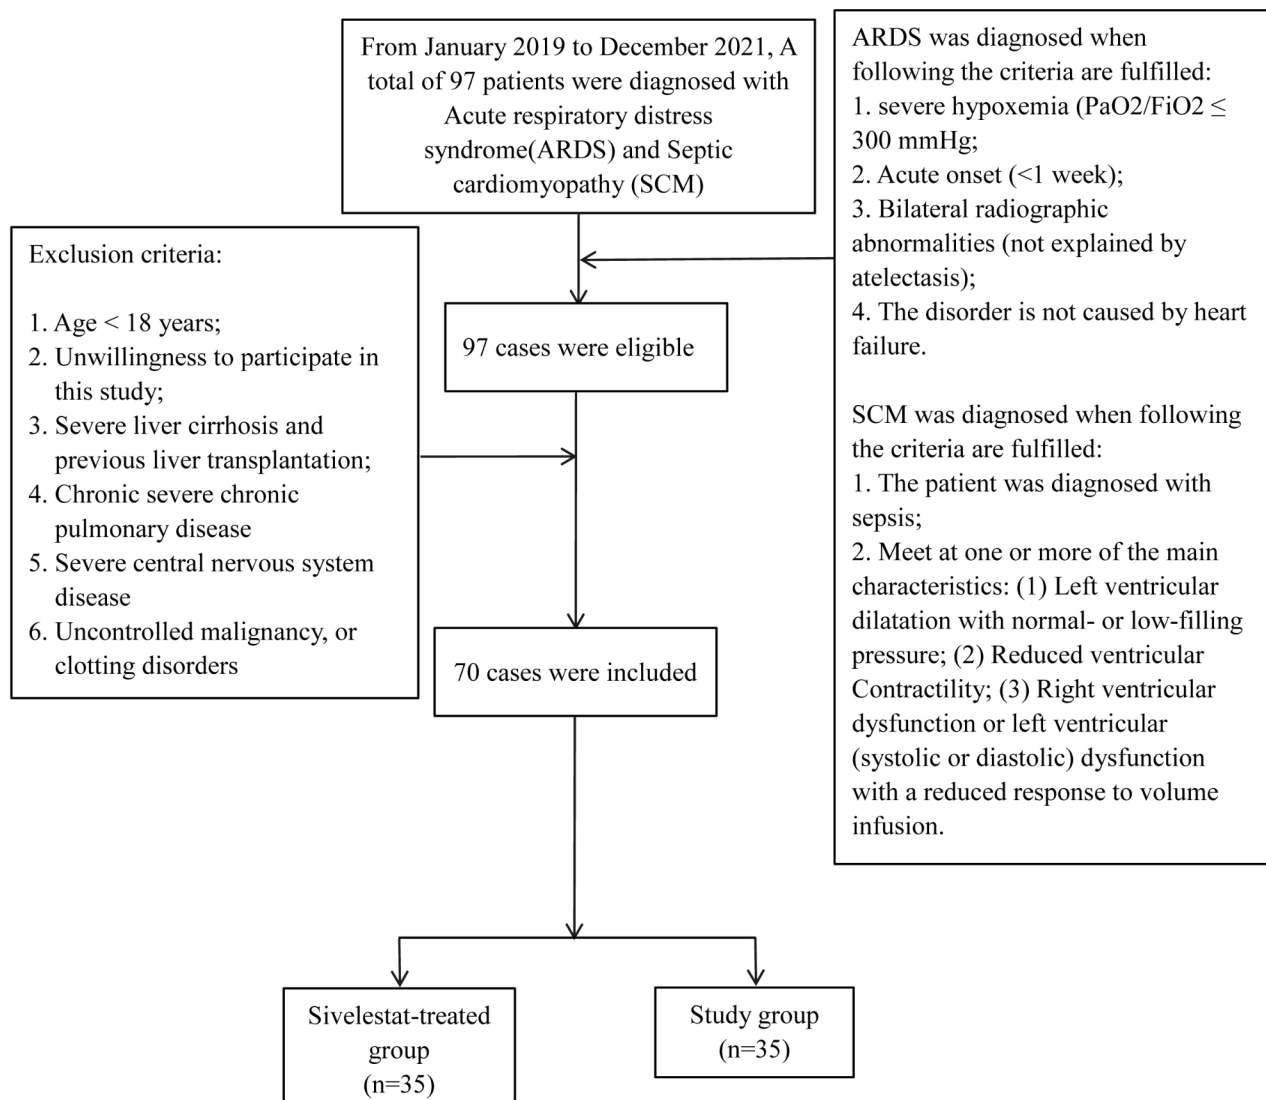 From January 2019 to December 2021, A
total of 97 patients were diagnosed with
Acute respiratory distress
syndrome(ARDS) and Septic
cardiomyopathy (SCM)
ARDS was diagnosed when
following the criteria are fulfilled:
1. severe hypoxemia (PaO2/FiO2 ≤
300 mmHg;
2. Acute onset (<1 week);
3. Bilateral radiographic
abnormalities (not explained by
atelectasis);
4. The disorder is not caused by heart
failure.
SCM was diagnosed when following
the criteria are fulfilled:
1. The patient was diagnosed with
sepsis;
2. Meet at one or more of the main
characteristics: (1) Left ventricular
dilatation with normal- or low-filling
pressure; (2) Reduced ventricular
Contractility; (3) Right ventricular
dysfunction or left ventricular
(systolic or diastolic) dysfunction
with a reduced response to volume
infusion.
Exclusion criteria:
1. Age < 18 years;
2. Unwillingness to participate in
this study;
3. Severe liver cirrhosis and
previous liver transplantation;
4. Chronic severe chronic
pulmonary disease
5. Severe central nervous system
disease
6. Uncontrolled malignancy, or
clotting disorders
97 cases were eligible
70 cases were included
Sivelestat-treated
group
(n=35)
Study group
(n=35)